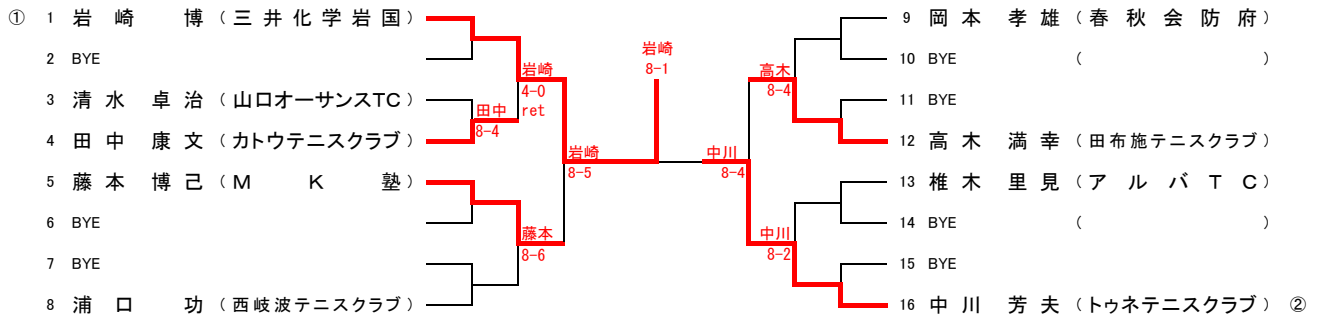 ① 1 岩崎 博 (三井化学岩国)
2 BYE
3 清水 卓治 (山口オーサンスTC)
4 田中 康文 (カトウテニスクラブ)
5 藤本 博己 (MK塾)
6 BYE
7 BYE
8 浦口 功 (西岐波テニスクラブ)
岩崎
4-0
ret
田中
8-4
岩崎
8-5
藤本
8-6
岩崎
8-1
高木
8-4
中川
8-4
中川
8-2
9 岡本 孝雄 (春秋会防府)
10 BYE ( )
11 BYE
12 高木 満幸 (田布施テニスクラブ)
13 椎木 里見 (アルバTC)
14 BYE ( )
15 BYE
16 中川 芳夫 (トゥネテニスクラブ) ②